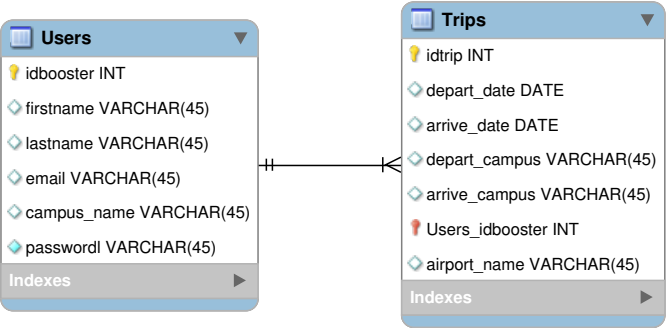 Users
idbooster INT
firstname VARCHAR(45)
lastname VARCHAR(45)
email VARCHAR(45)
campus_name VARCHAR(45)
passwordl VARCHAR(45)
Indexes
Trips
idtrip INT
depart_date DATE
arrive_date DATE
depart_campus VARCHAR(45)
arrive_campus VARCHAR(45)
Users_idbooster INT
airport_name VARCHAR(45)
Indexes